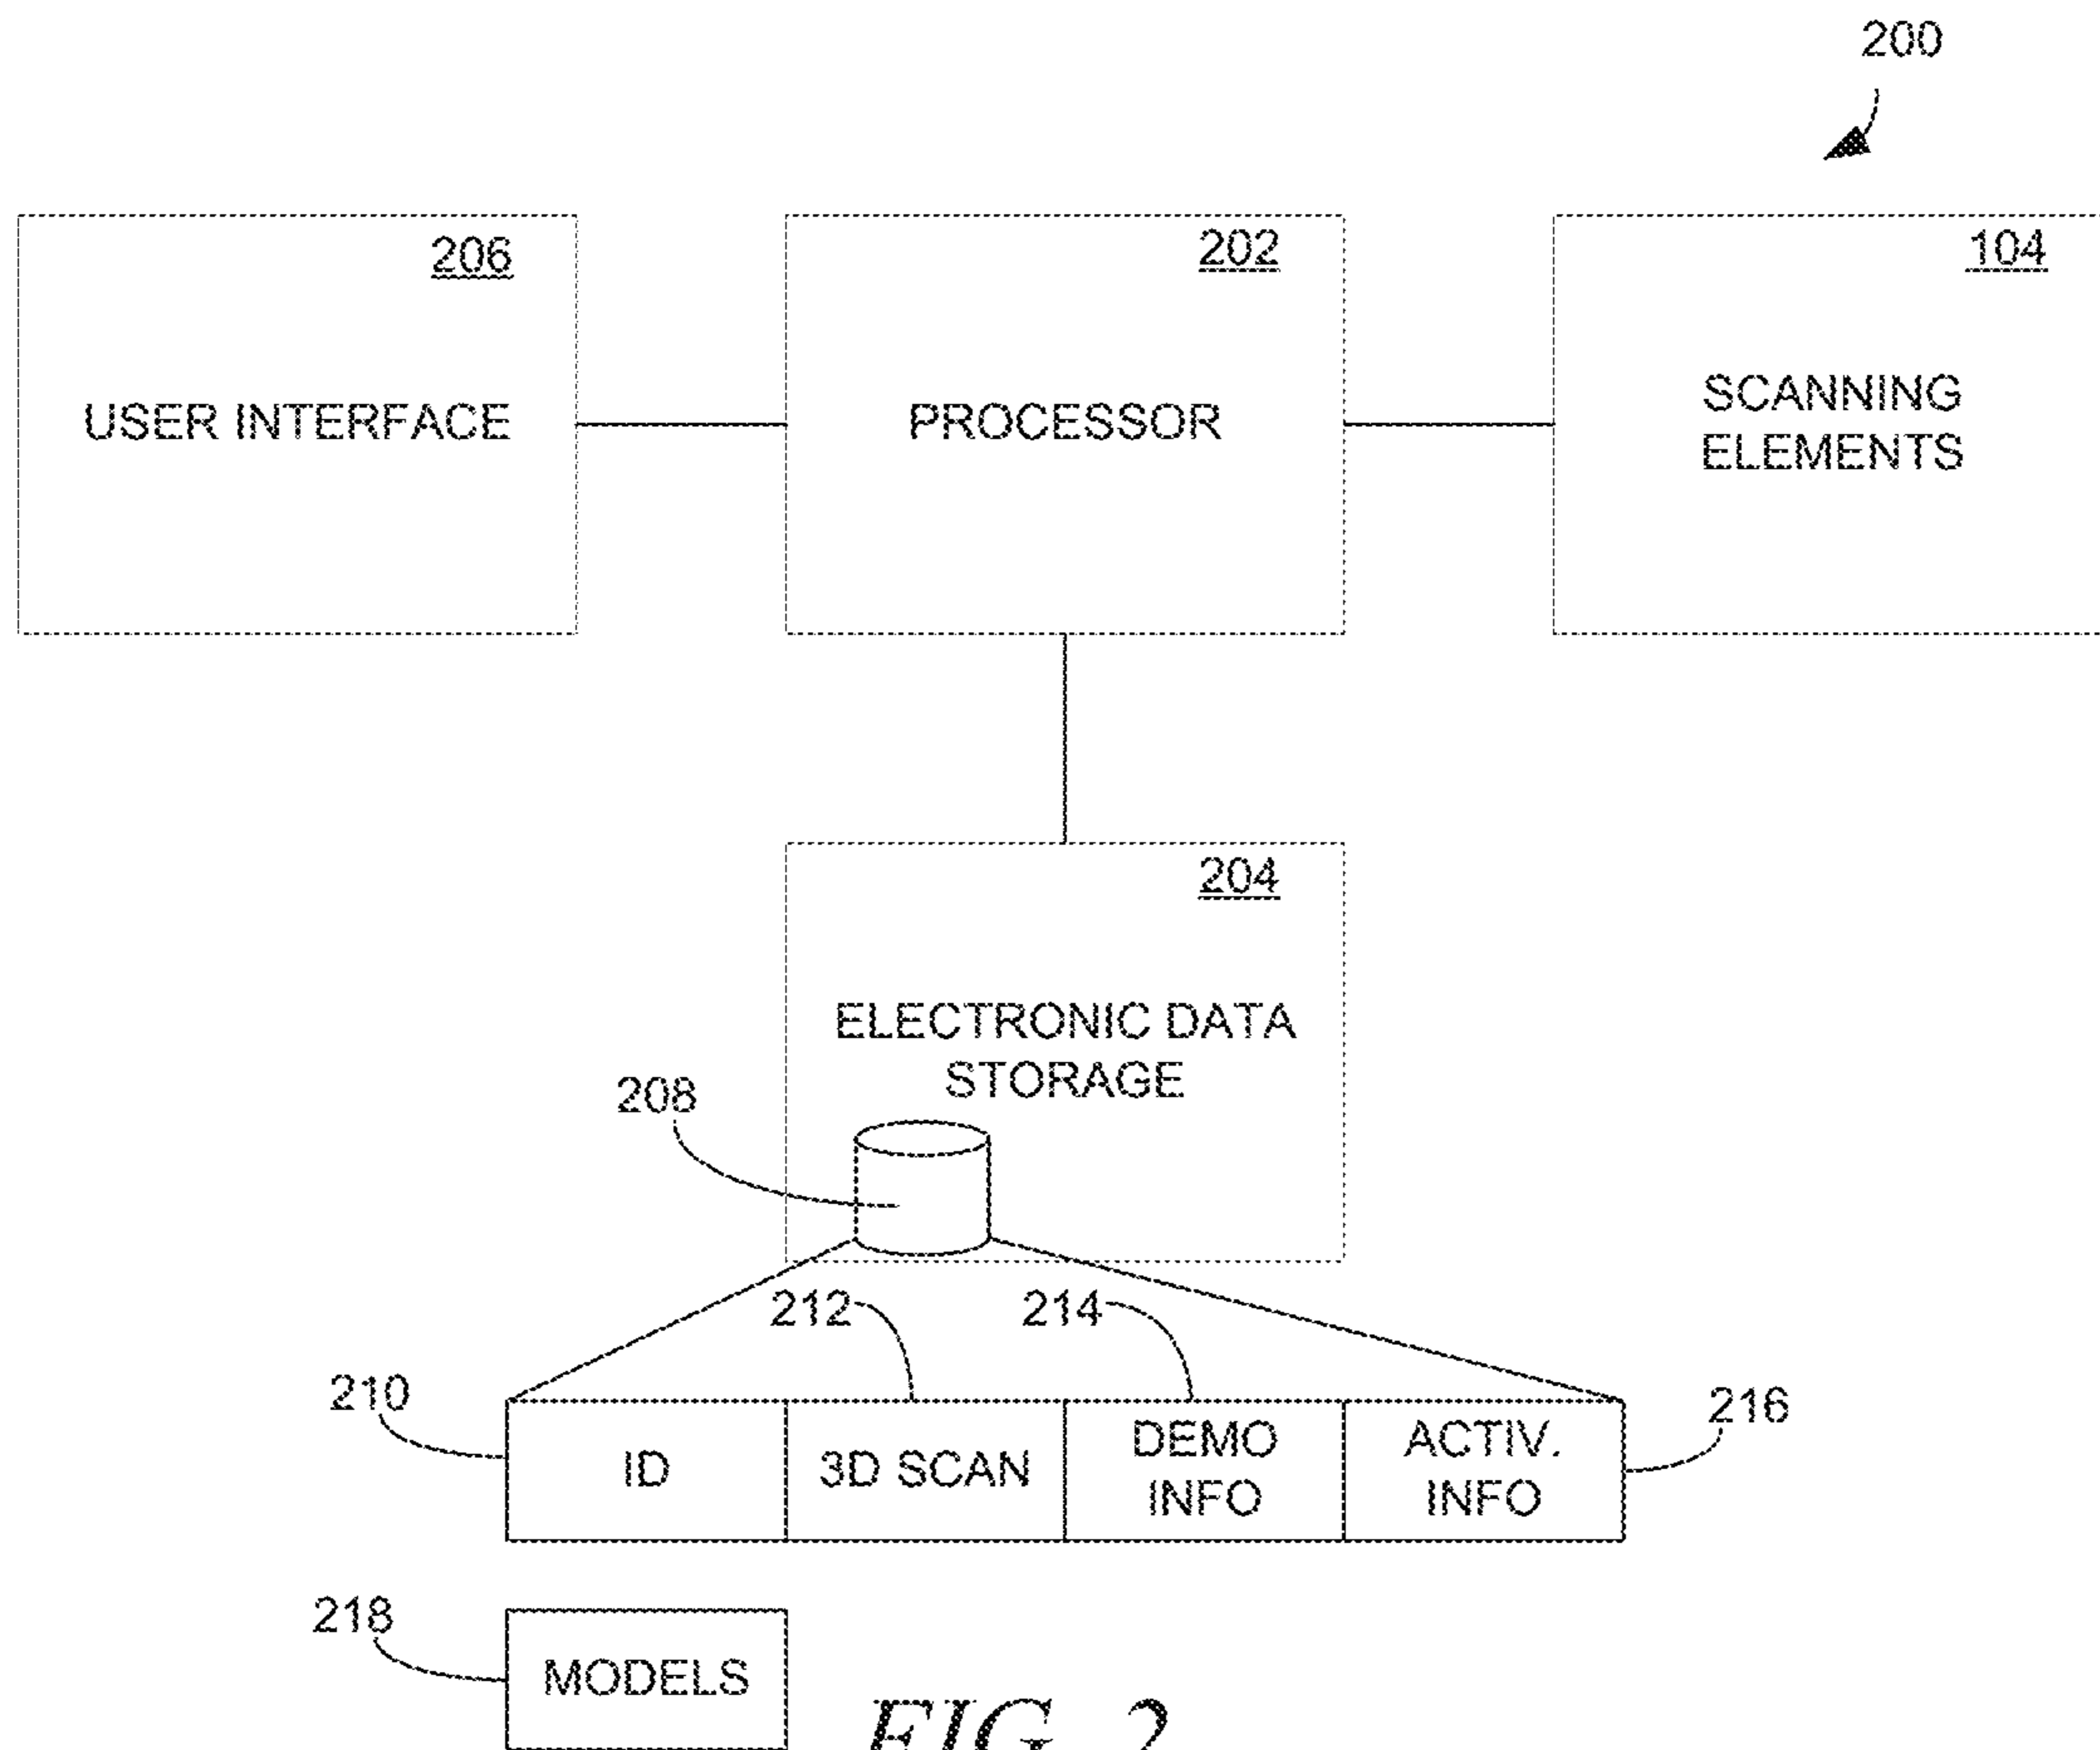 200
206
202
104
USER INTERFACE
PROCESSOR
SCANNING
ELEMENTS
204
ELECTRONIC DATA
STORAGE
208
212
214
210
216
ID
3D SCAN
DEMO
INFO
ACTIV.
INFO
218
MODELS
FIG. 2